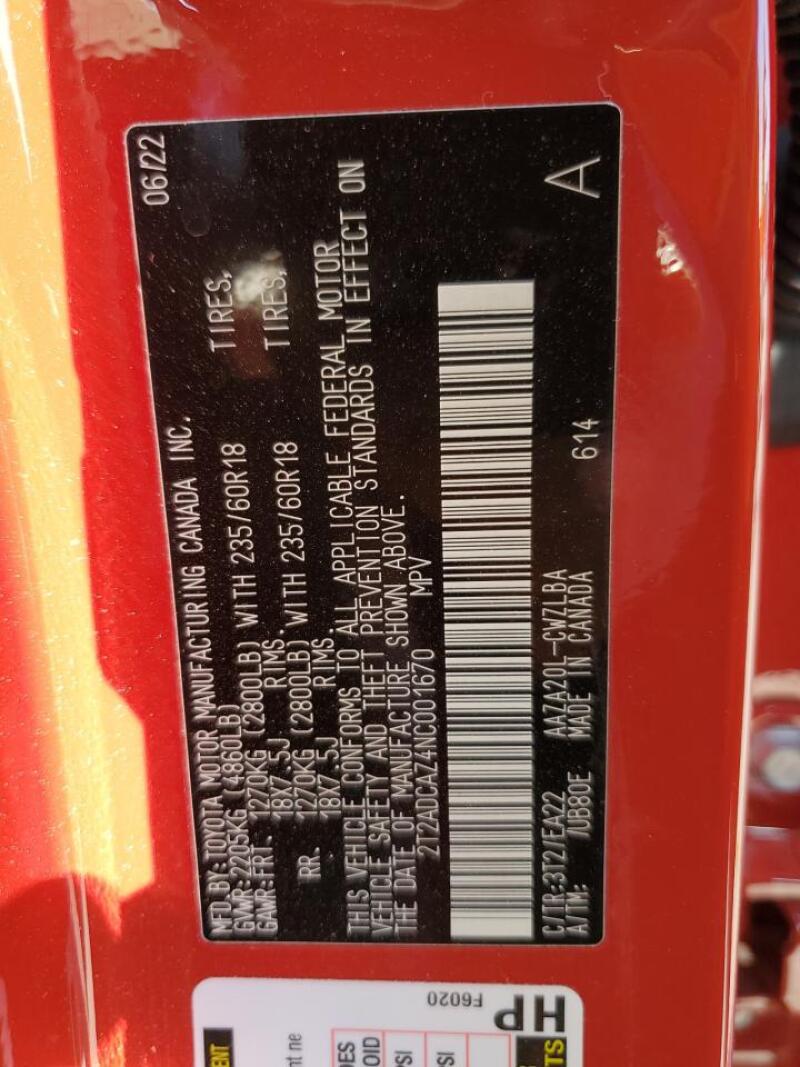 MFD.BY:TOYOTA MOTOR MANUFACTURING CANADA INC. 06/22
GVWR:2205KG (4860LB)
GAWR:FRT. 1270KG (2800LB) WITH 235/60R18 TIRES,
18X7.5J RIMS.
RR. 1270KG (2800LB) WITH 235/60R18 TIRES,
18X7.5J RIMS.
THIS VEHICLE CONFORMS TO ALL APPLICABLE FEDERAL MOTOR
VEHICLE SAFETY AND THEFT PREVENTION STANDARDS IN EFFECT ON
THE DATE OF MANUFACTURE SHOWN ABOVE.
2T2ADCAZ4NC001670 MPV
C/TR:3T2/EA22 AAZA20L-CWZLBA
A/TM: /UB80E MADE IN CANADA 614 A
HP
F6020